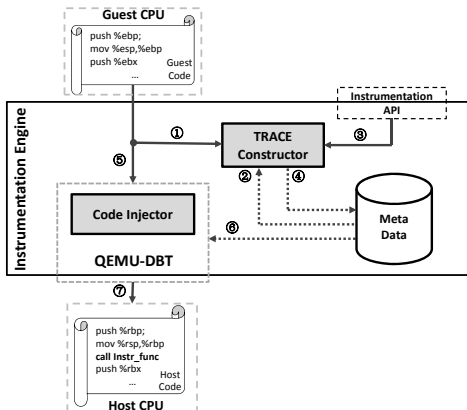 Guest CPU
push %ebp;
mov %esp,%ebp
push %ebx
Guest
...
Code
Instrumentation
API
Instrumentation Engine
①
③
TRACE
Constructor
⑤
②
④
Code Injector
Meta
Data
⑥
QEMU-DBT
⑦
push %rbp;
mov %rsp,%rbp
call Instr_func
push %rbx
Host
...
Code
Host CPU